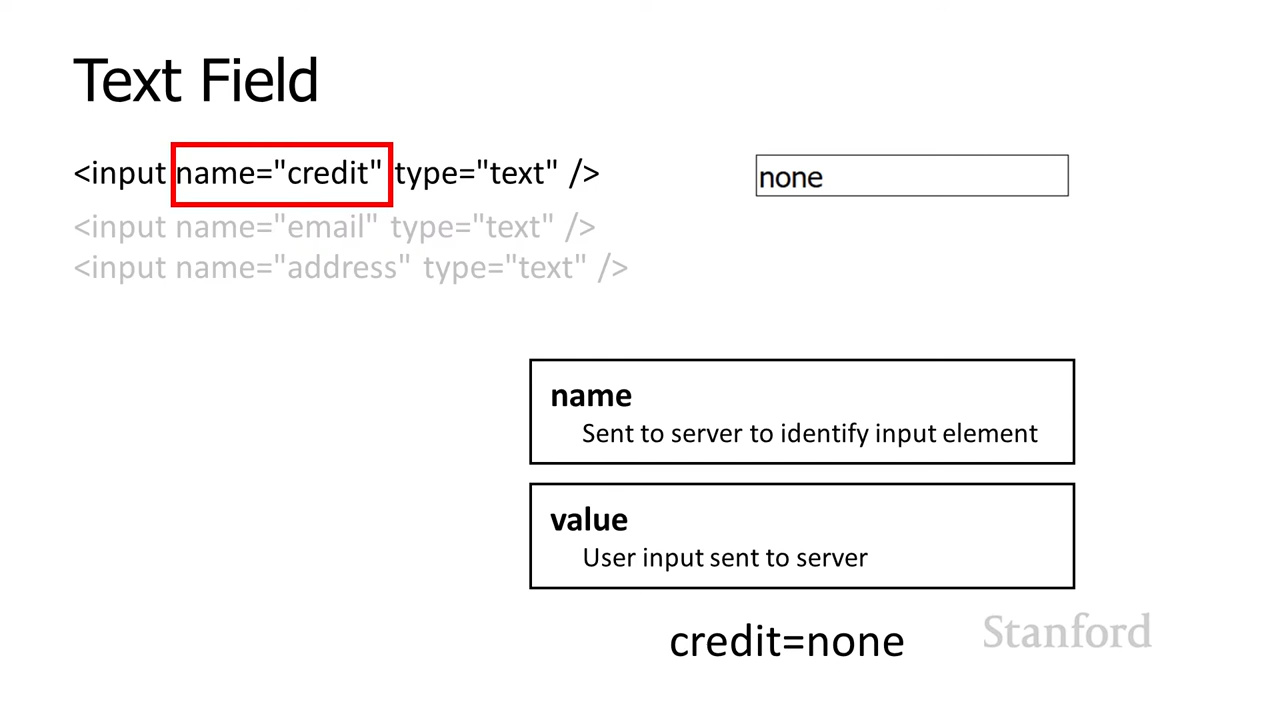 Text Field
<input name="credit" type="text" />
none
<input name="email" type="text" />
<input name="address" type="text" />
name
Sent to server to identify input element
value
User input sent to server
credit=none
Stanford